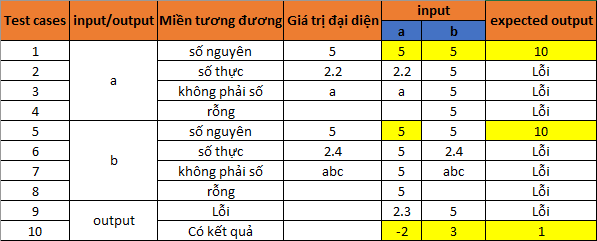 Test cases input/output Miền tương đương Giá trị đại diện input expected output
a b
1 a số nguyên 5 5 5 10
2 số thực 2.2 2.2 5 Lỗi
3 không phải số a a 5 Lỗi
4 rỗng 5 Lỗi
5 b số nguyên 5 5 5 10
6 số thực 2.4 5 2.4 Lỗi
7 không phải số abc 5 abc Lỗi
8 rỗng 5 Lỗi
9 output Lỗi 2.3 5 Lỗi
10 Có kết quả -2 3 1